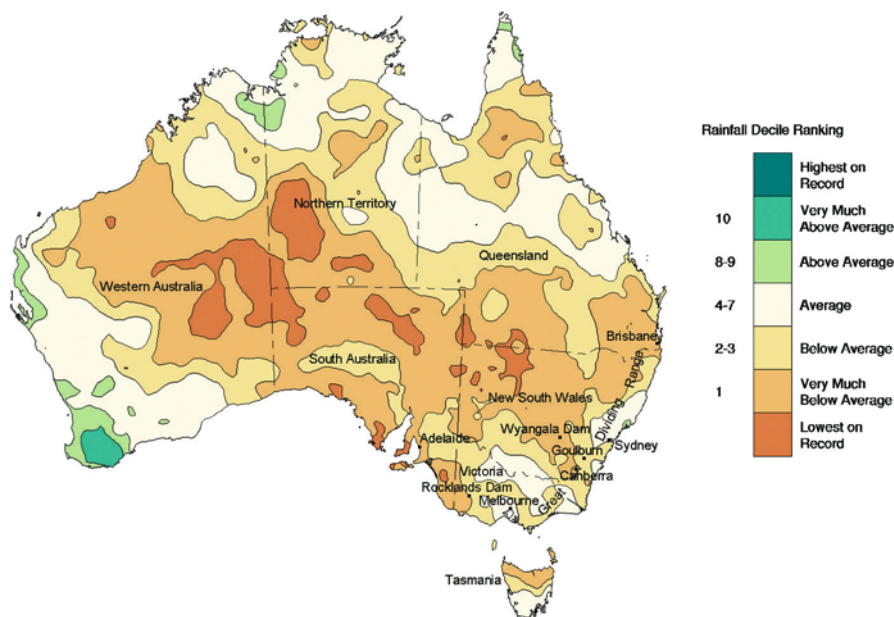 Northern Territory
Queensland
Western Australia
Brisbane
South Australia
New South Wales
Great Dividing Range
Wyangala Dam
Sydney
Adelaide
Goulburn
Victoria
Canberra
Rocklands Dam
Melbourne
Tasmania
Rainfall Decile Ranking
Highest on
Record
10 Very Much
Above Average
8-9 Above Average
4-7 Average
2-3 Below Average
1 Very Much
Below Average
Lowest on
Record